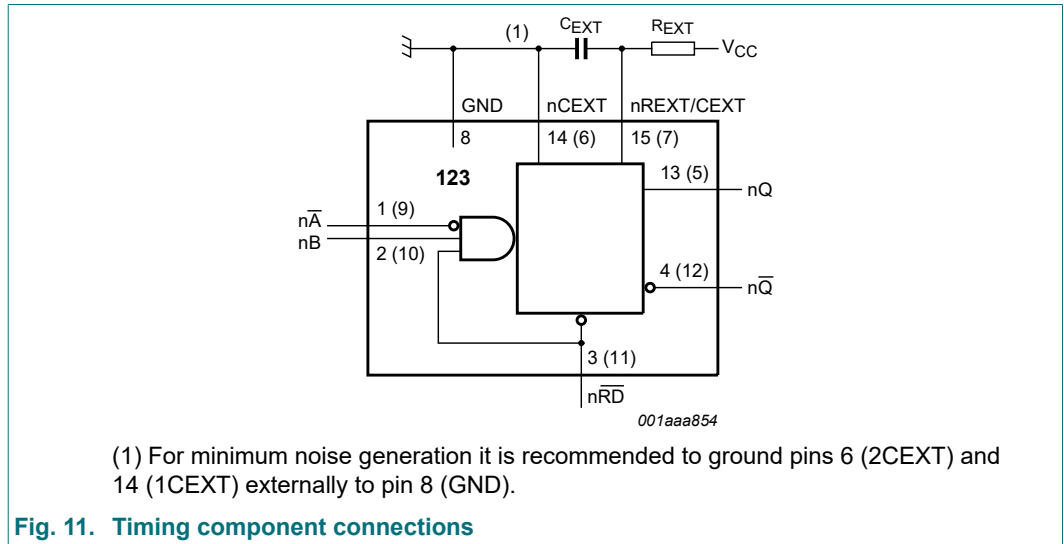 (1) CEXT REXT
VCC
GND nCEXT nREXT/CEXT
8 14 (6) 15 (7)
123
13 (5)
nQ
1 (9)
nA̅
nB
2 (10)
4 (12)
nQ̅
3 (11)
nR̅D̅
001aaa854
(1) For minimum noise generation it is recommended to ground pins 6 (2CEXT) and
14 (1CEXT) externally to pin 8 (GND).
Fig. 11. Timing component connections